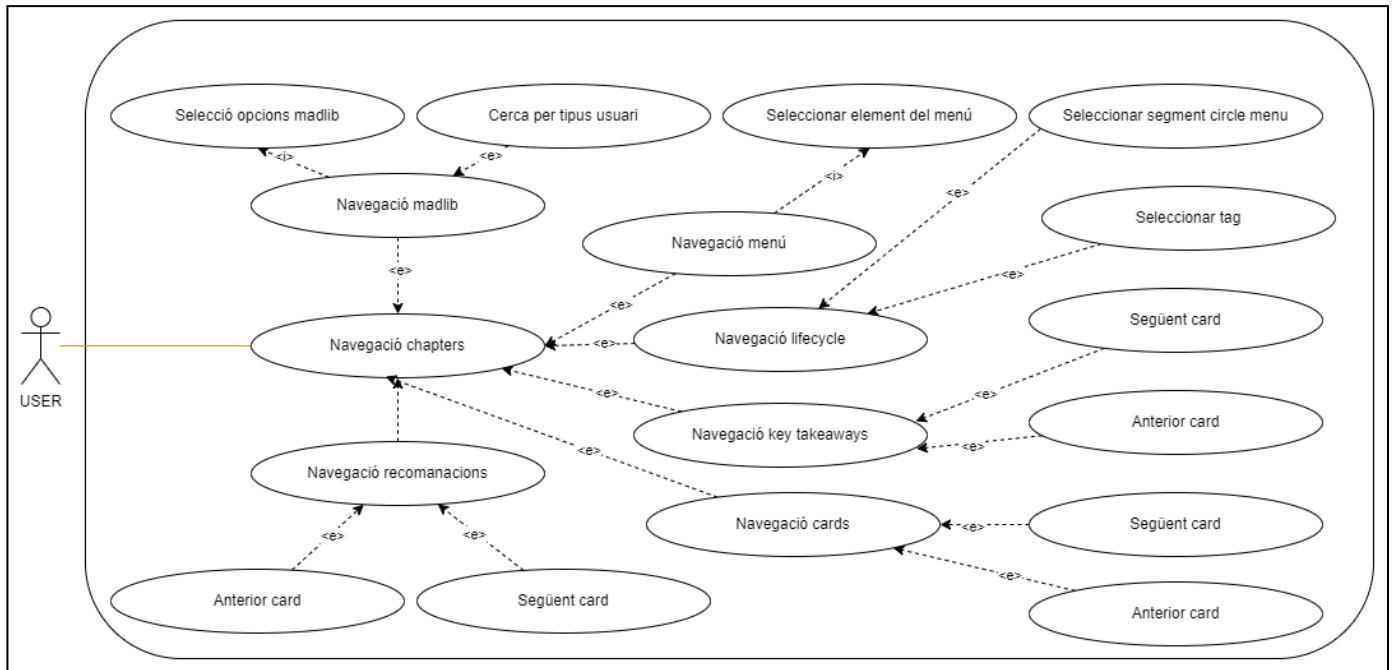 Selecció opcions madlib
Cerca per tipus usuari
Seleccionar element del menú
Seleccionar segment circle menu
<i>
<e>
<i>
<e>
Navegació madlib
Navegació menú
Seleccionar tag
<e>
<e>
<e>
Següent card
Navegació chapters
<e>
Navegació lifecycle
USER
<e>
<e>
Navegació key takeaways
Anterior card
<e>
<e>
Navegació recomanacions
Navegació cards
<e>
Següent card
<e>
<e>
<e>
Anterior card
Següent card
Anterior card